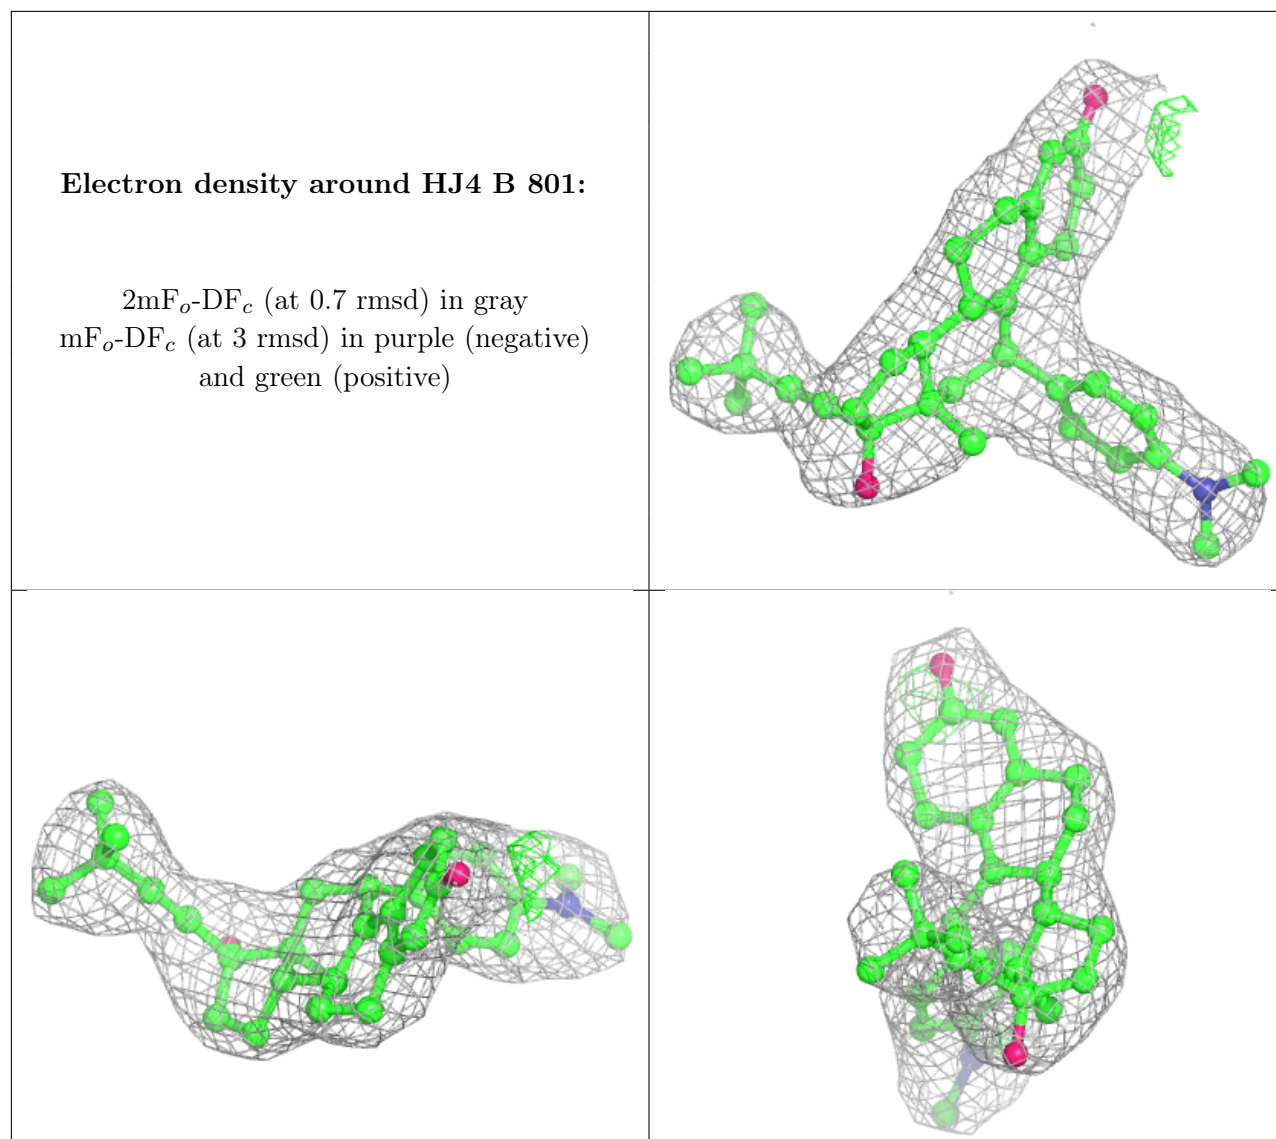 Electron density around HJ4 B 801:
2mFo-DFc (at 0.7 rmsd) in gray
mFo-DFc (at 3 rmsd) in purple (negative)
and green (positive)